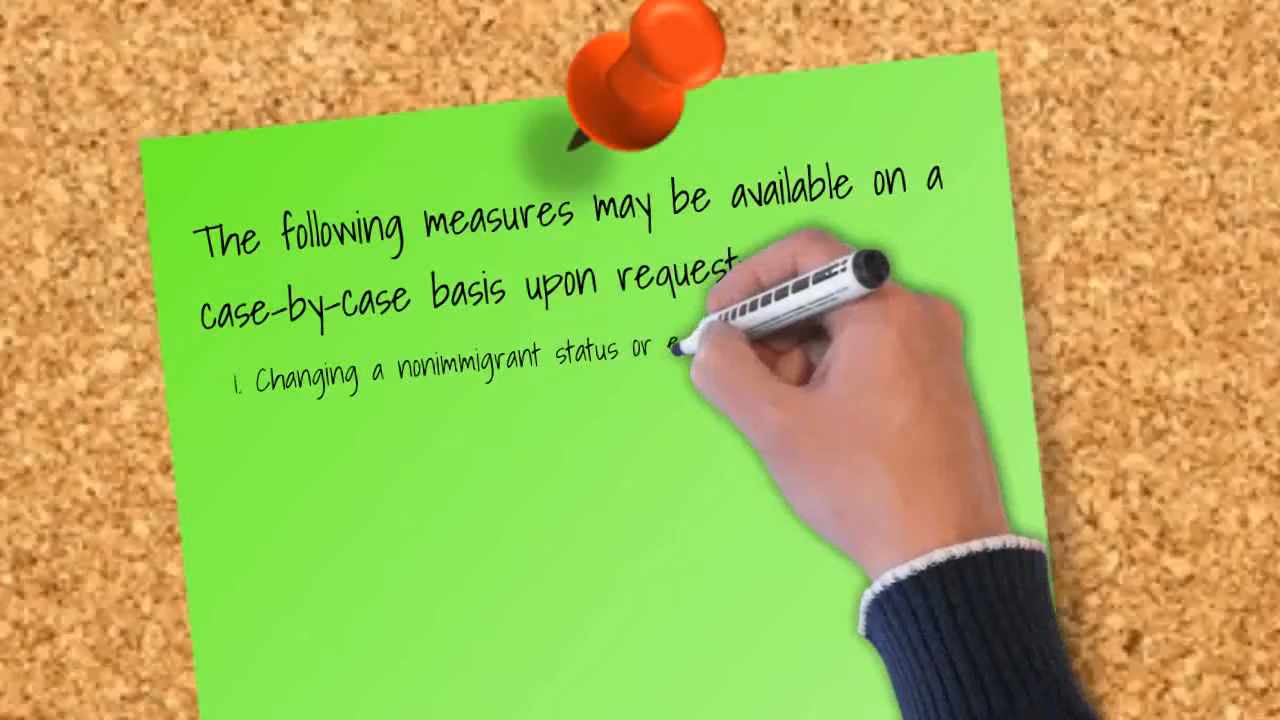 The following measures may be available on a
case-by-case basis upon request
1. Changing a nonimmigrant status or